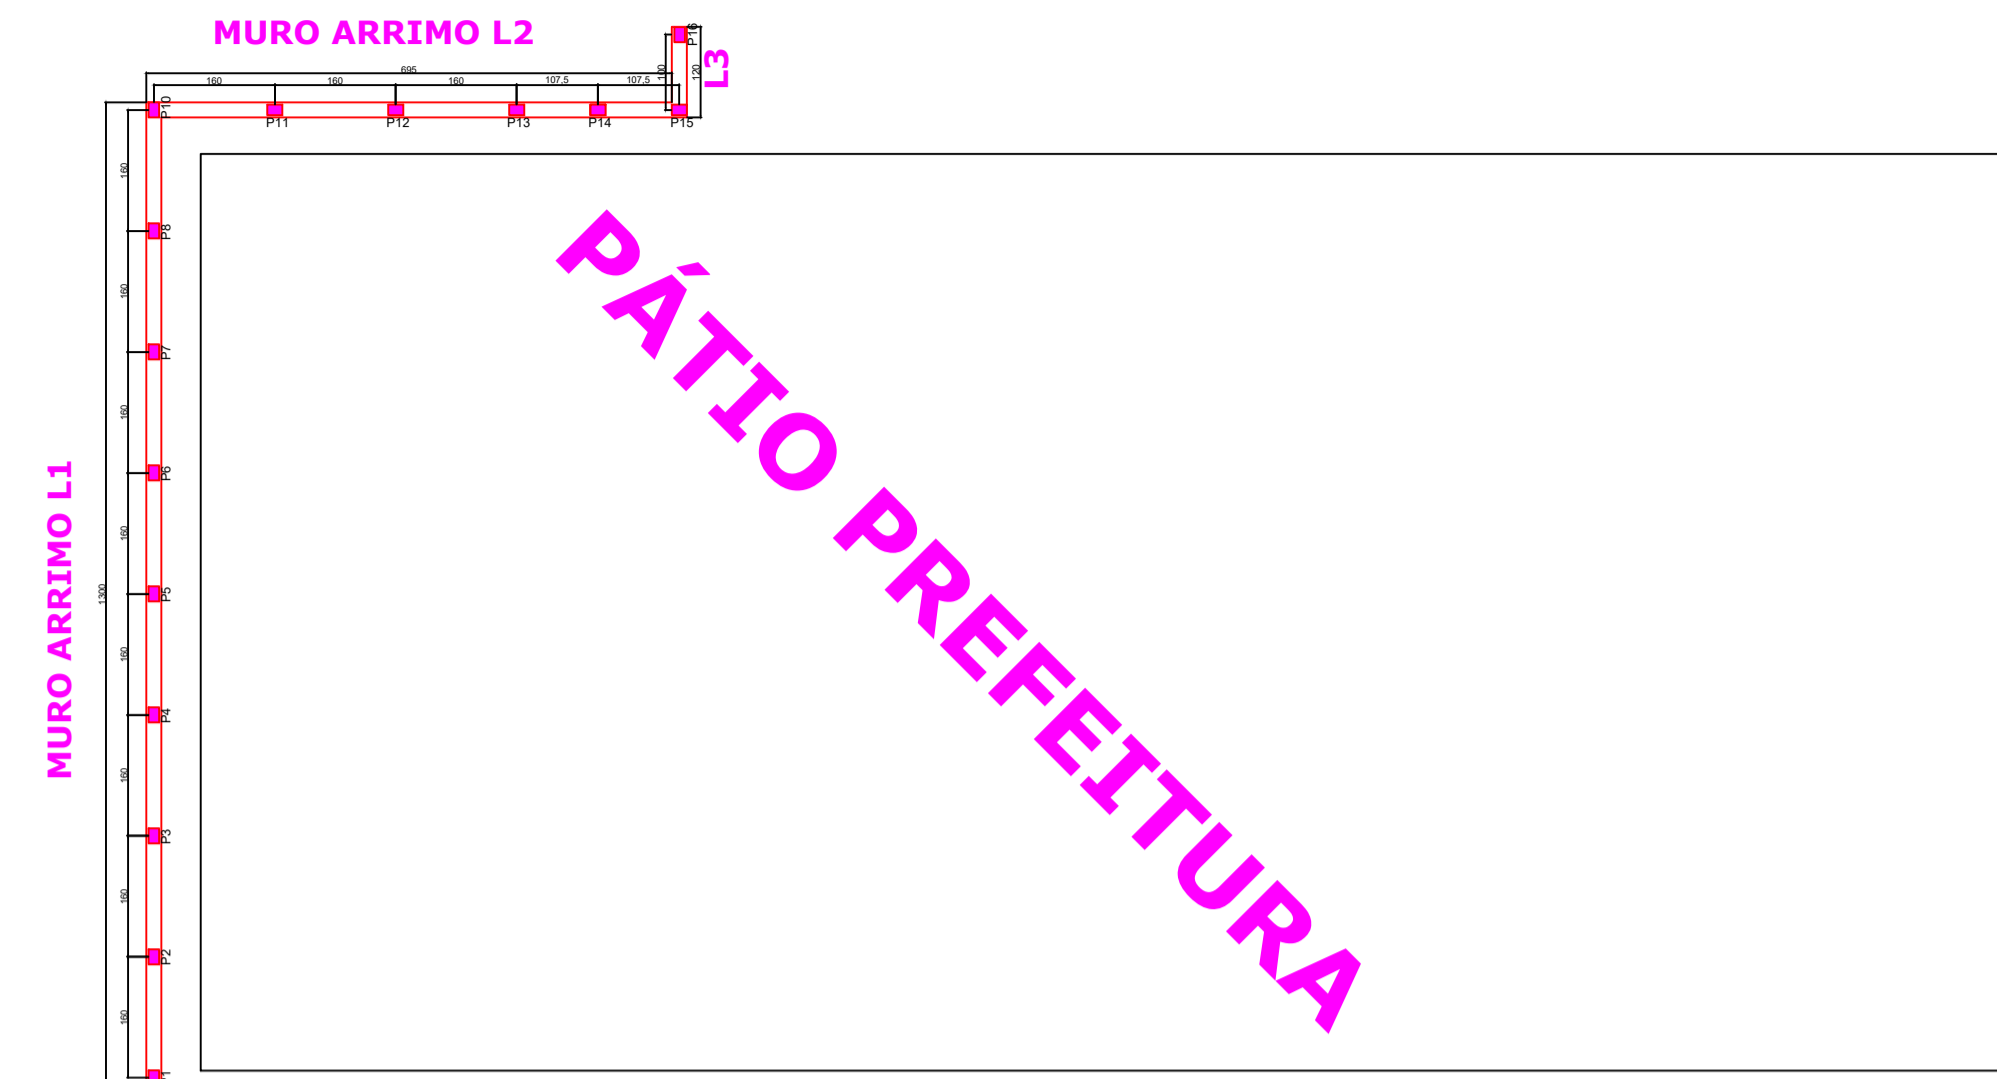 MURO ARRIMO L2
P16
L3
695
100
120
160
160
160
107,5
107,5
P10
P11
P12
P13
P14
P15
160
P8
160
P7
160
P6
160
MURO ARRIMO L1
1300
P5
160
P4
160
P3
160
P2
160
PÁTIO PREFEITURA